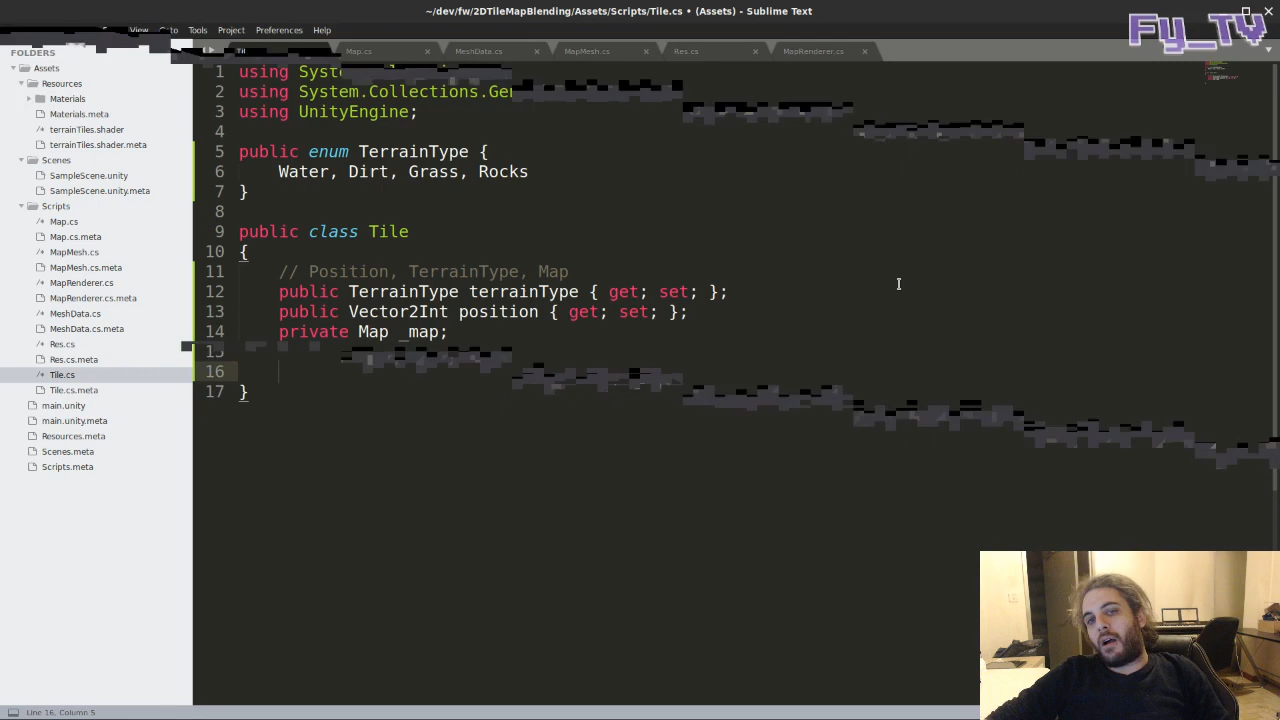 ~/dev/fw/2DTileMapBlending/Assets/Scripts/Tile.cs • (Assets) - Sublime Text
View Goto Tools Project Preferences Help
Fy_TV
FOLDERS
Assets
Resources
Materials
Materials.meta
terrainTiles.shader
terrainTiles.shader.meta
Scenes
SampleScene.unity
SampleScene.unity.meta
Scripts
Map.cs
Map.cs.meta
MapMesh.cs
MapMesh.cs.meta
MapRenderer.cs
MapRenderer.cs.meta
MeshData.cs
MeshData.cs.meta
Res.cs
Res.cs.meta
Tile.cs
Tile.cs.meta
main.unity
main.unity.meta
Resources.meta
Scenes.meta
Scripts.meta
Map.cs MeshData.cs MapMesh.cs Res.cs MapRenderer.cs
1 using
2 using System.Collections.
3 using UnityEngine;
4
5 public enum TerrainType {
6 Water, Dirt, Grass, Rocks
7 }
8
9 public class Tile
10 {
11 // Position, TerrainType, Map
12 public TerrainType terrainType { get; set; };
13 public Vector2Int position { get; set; };
14 private Map _map;
15
16
17 }
Line 16, Column 5